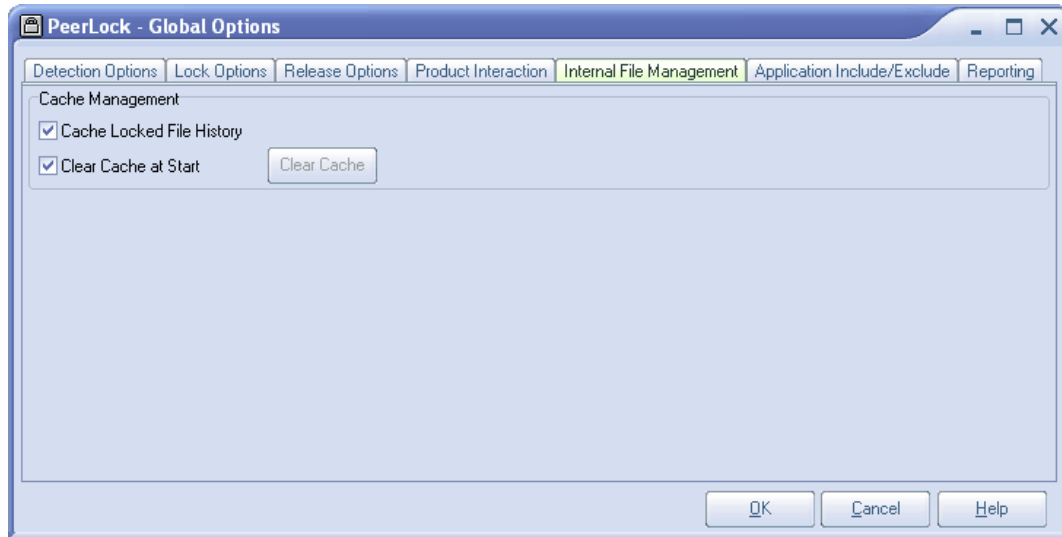 PeerLock - Global Options
Detection Options Lock Options Release Options Product Interaction Internal File Management Application Include/Exclude Reporting
Cache Management
Cache Locked File History
Clear Cache at Start Clear Cache
OK Cancel Help